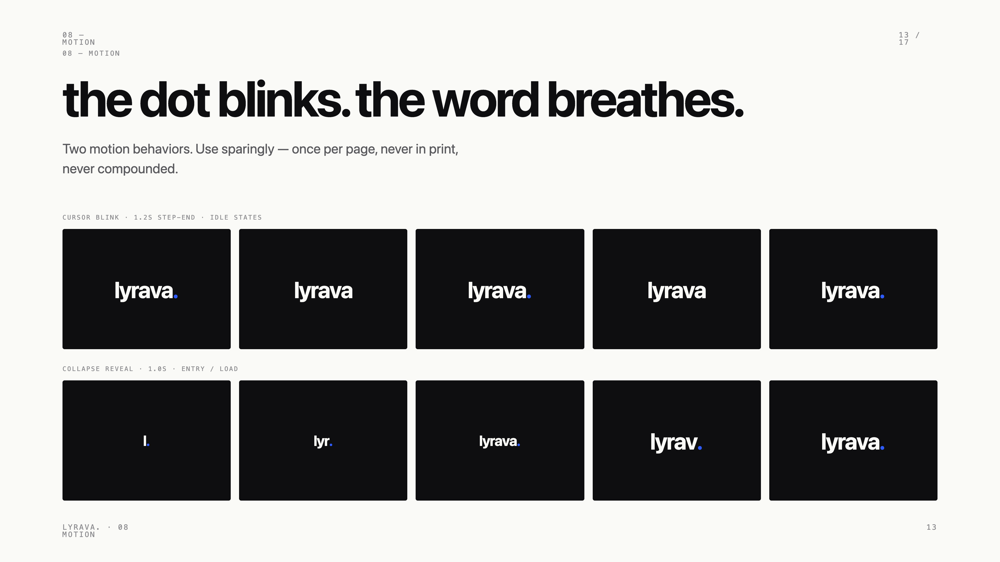 08 —
MOTION
13 /
17
08 — MOTION
the dot blinks. the word breathes.
Two motion behaviors. Use sparingly — once per page, never in print,
never compounded.
CURSOR BLINK · 1.2S STEP-END · IDLE STATES
lyrava.
lyrava
lyrava.
lyrava
lyrava.
COLLAPSE REVEAL · 1.0S · ENTRY / LOAD
l.
lyr.
lyrava.
lyrav.
lyrava.
LYRAVA. · 08
MOTION
13